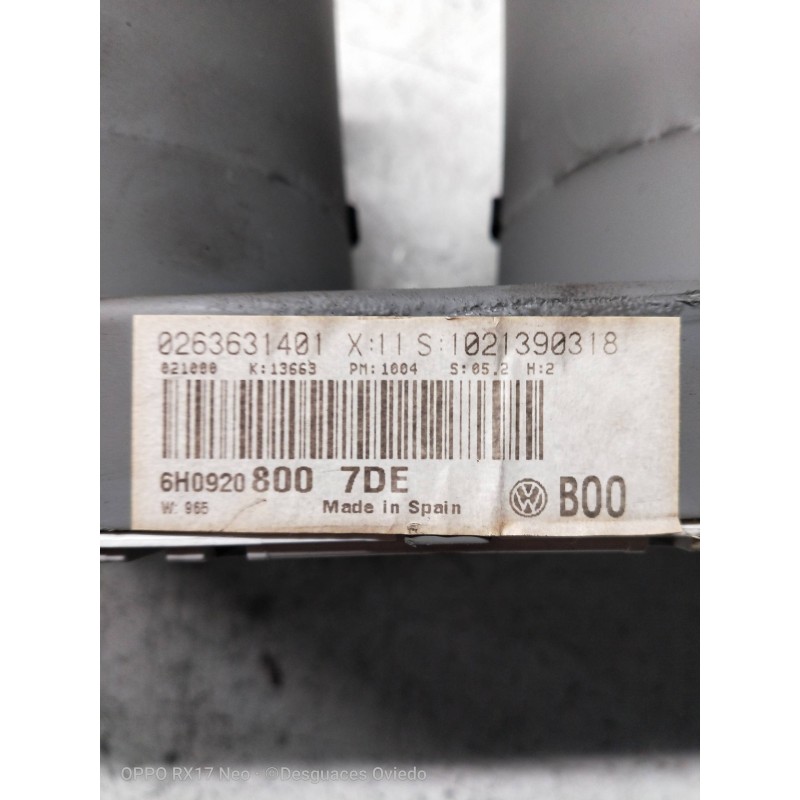 0263631401 X:11 S:1021390318
021000 K:13663 PN:1004 S:05.2 H:2
6H0920 800 7DE
W: 965 Made in Spain B00
OPPO RX17 Neo · ©Desguaces Oviedo